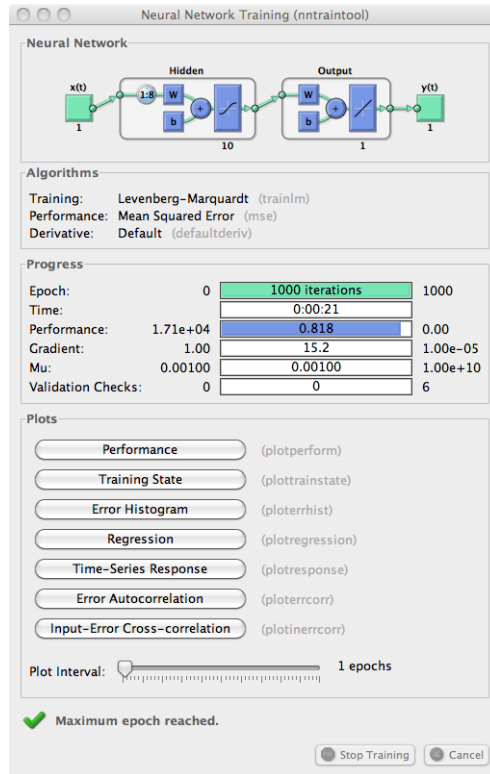 Neural Network Training (nntraintool)
Neural Network
Hidden Output
x(t) y(t)
1:8 W W
+ +
b b
1 10 1 1
Algorithms
Training: Levenberg-Marquardt (trainlm)
Performance: Mean Squared Error (mse)
Derivative: Default (defaultderiv)
Progress
Epoch: 0 1000 iterations 1000
Time: 0:00:21
Performance: 1.71e+04 0.818 0.00
Gradient: 1.00 15.2 1.00e-05
Mu: 0.00100 0.00100 1.00e+10
Validation Checks: 0 0 6
Plots
Performance (plotperform)
Training State (plottrainstate)
Error Histogram (ploterrhist)
Regression (plotregression)
Time-Series Response (plotresponse)
Error Autocorrelation (ploterrcorr)
Input-Error Cross-correlation (plotinerrcorr)
Plot Interval: 1 epochs
Maximum epoch reached.
Stop Training Cancel